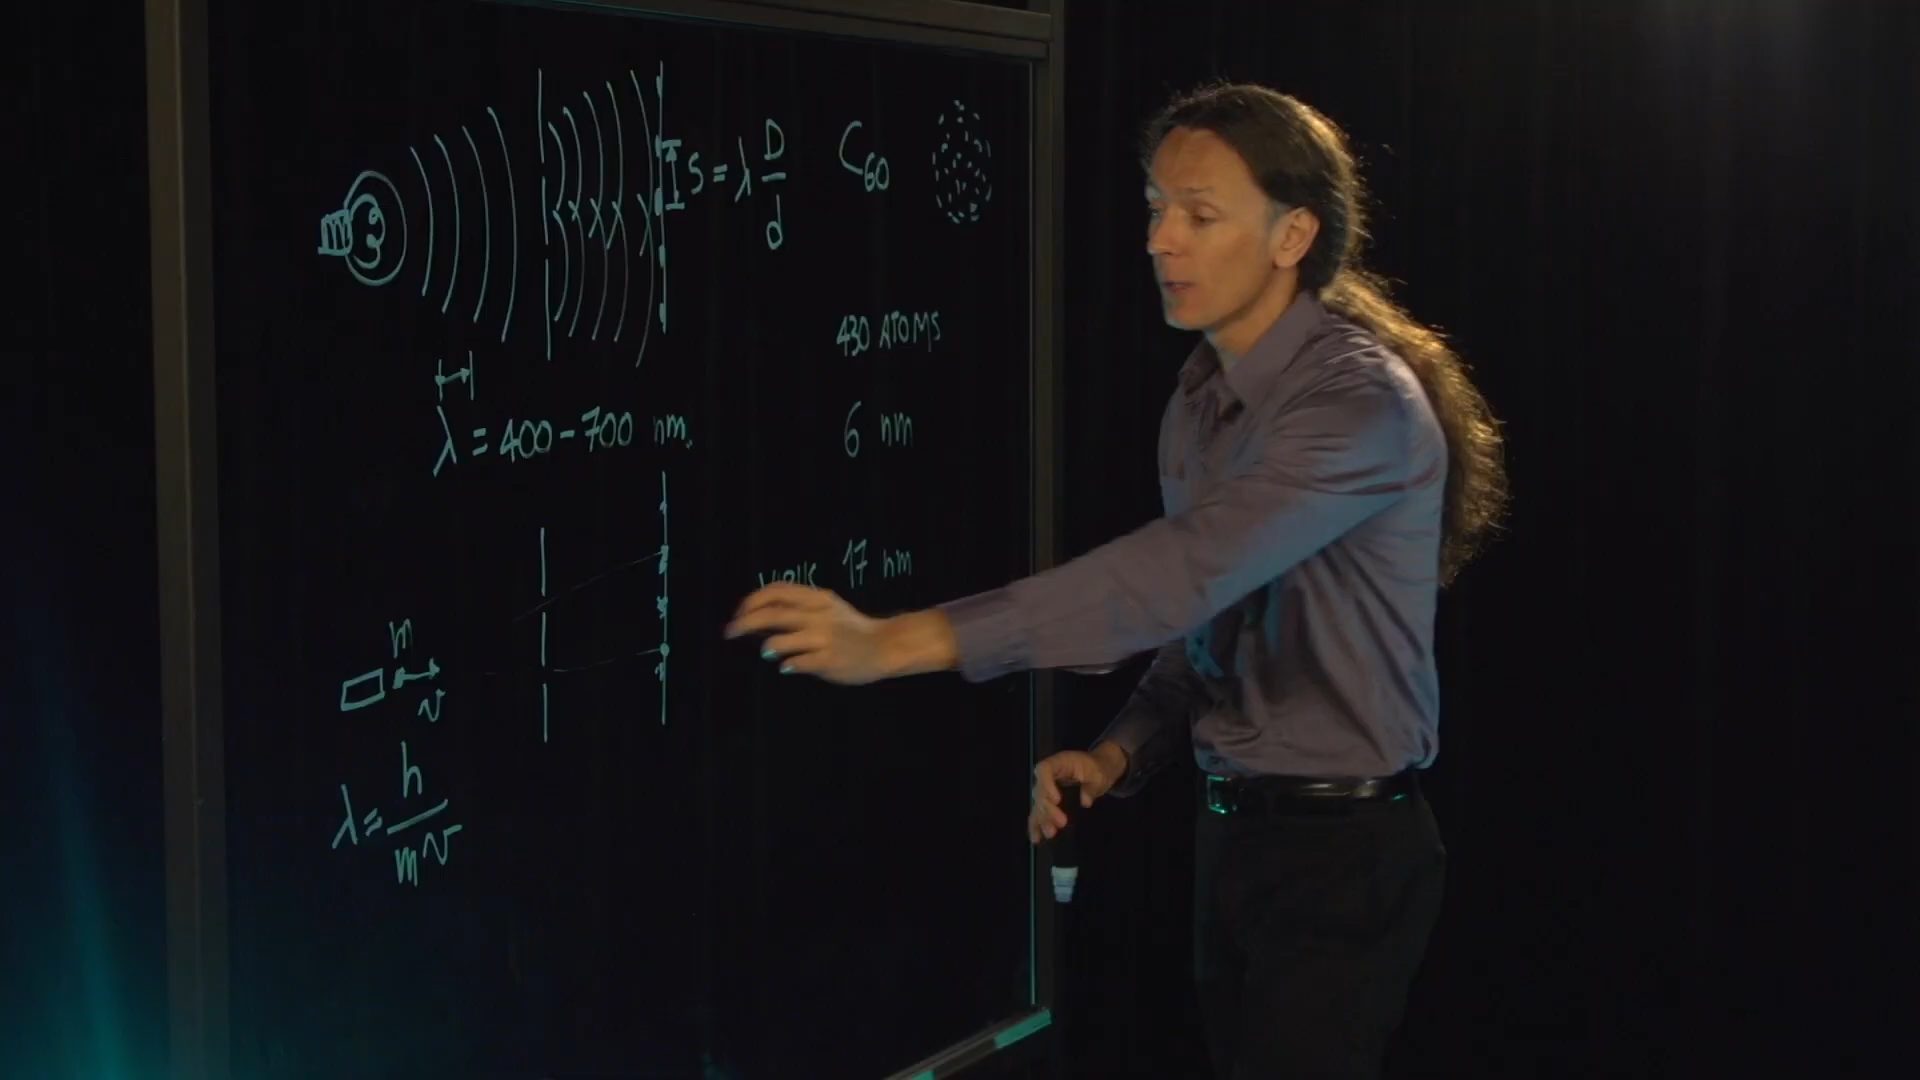 S = λ D/d
C60
430 ATOMS
λ = 400 - 700 nm
6 nm
17 nm
m
v
λ = h/mv